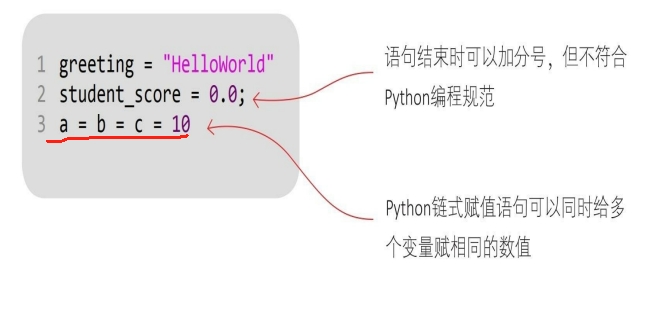 1 greeting = "HelloWorld"
2 student_score = 0.0;
3 a = b = c = 10
语句结束时可以加分号，但不符合
Python编程规范
Python链式赋值语句可以同时给多
个变量赋相同的数值